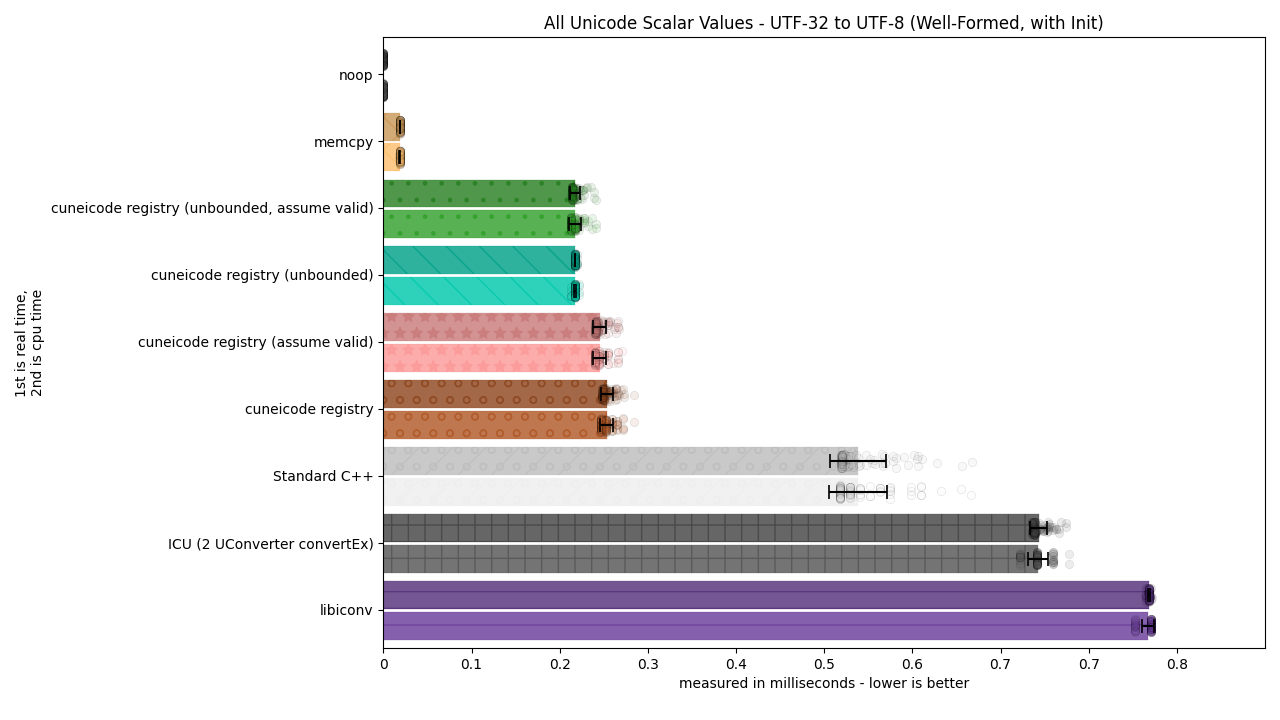 All Unicode Scalar Values - UTF-32 to UTF-8 (Well-Formed, with Init)
1st is real time,
2nd is cpu time
noop
memcpy
cuneicode registry (unbounded, assume valid)
cuneicode registry (unbounded)
cuneicode registry (assume valid)
cuneicode registry
Standard C++
ICU (2 UConverter convertEx)
libiconv
0 0.1 0.2 0.3 0.4 0.5 0.6 0.7 0.7 0.8
measured in milliseconds - lower is better